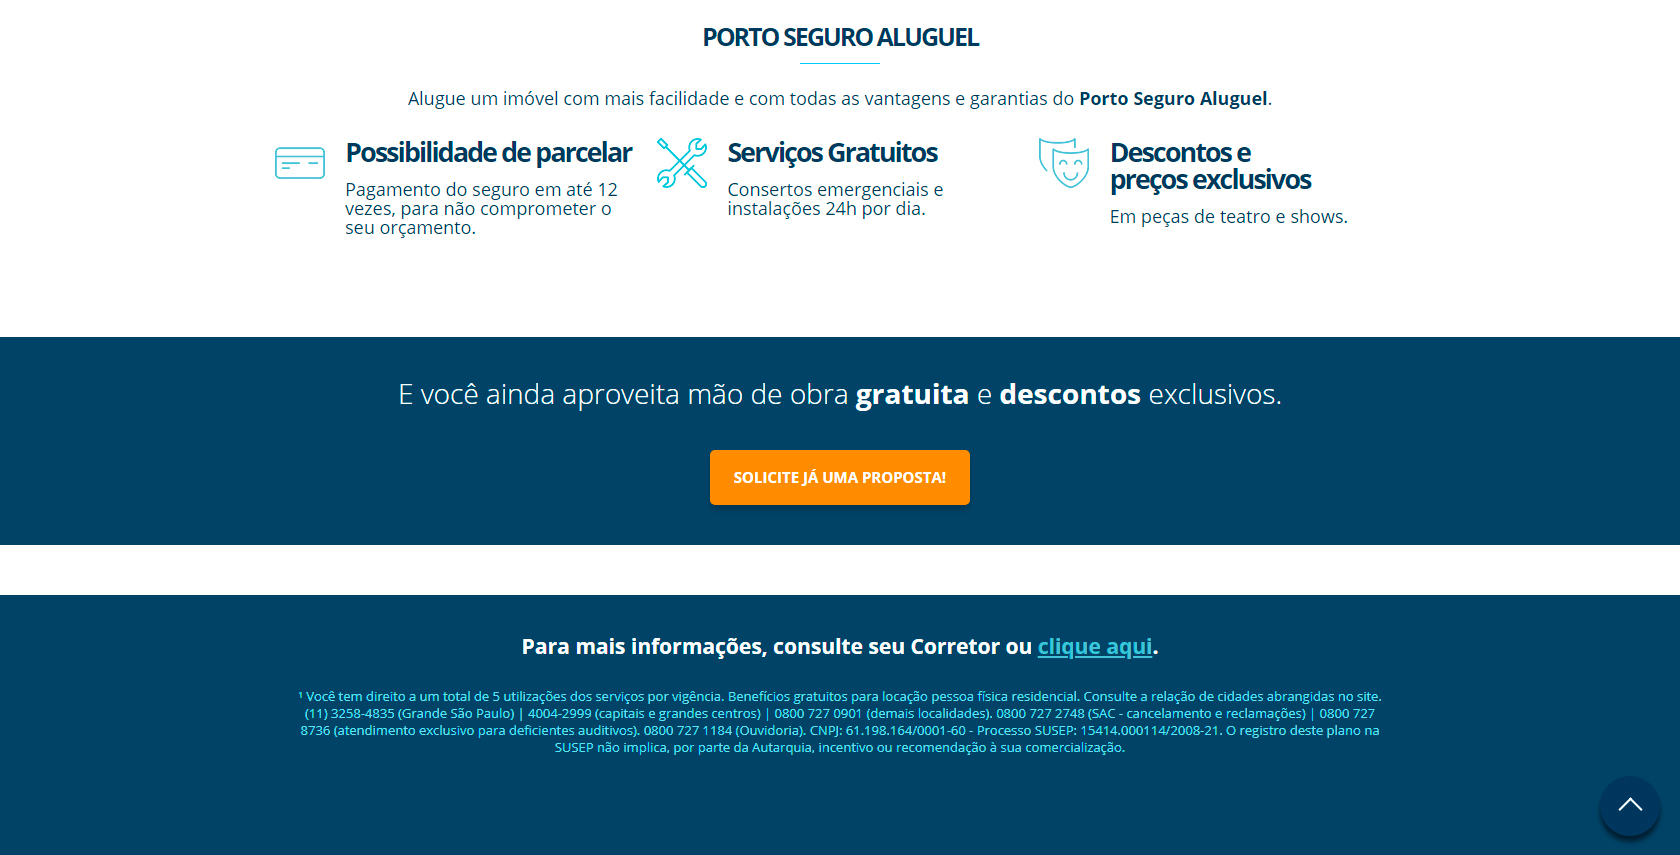 PORTO SEGURO ALUGUEL
Alugue um imóvel com mais facilidade e com todas as vantagens e garantias do Porto Seguro Aluguel.
Possibilidade de parcelar
Pagamento do seguro em até 12
vezes, para não comprometer o
seu orçamento.
Serviços Gratuitos
Consertos emergenciais e
instalações 24h por dia.
Descontos e
preços exclusivos
Em peças de teatro e shows.
E você ainda aproveita mão de obra gratuita e descontos exclusivos.
SOLICITE JÁ UMA PROPOSTA!
Para mais informações, consulte seu Corretor ou clique aqui.
¹ Você tem direito a um total de 5 utilizações dos serviços por vigência. Benefícios gratuitos para locação pessoa física residencial. Consulte a relação de cidades abrangidas no site.
(11) 3258-4835 (Grande São Paulo) | 4004-2999 (capitais e grandes centros) | 0800 727 0901 (demais localidades). 0800 727 2748 (SAC - cancelamento e reclamações) | 0800 727
8736 (atendimento exclusivo para deficientes auditivos). 0800 727 1184 (Ouvidoria). CNPJ: 61.198.164/0001-60 - Processo SUSEP: 15414.000114/2008-21. O registro deste plano na
SUSEP não implica, por parte da Autarquia, incentivo ou recomendação à sua comercialização.